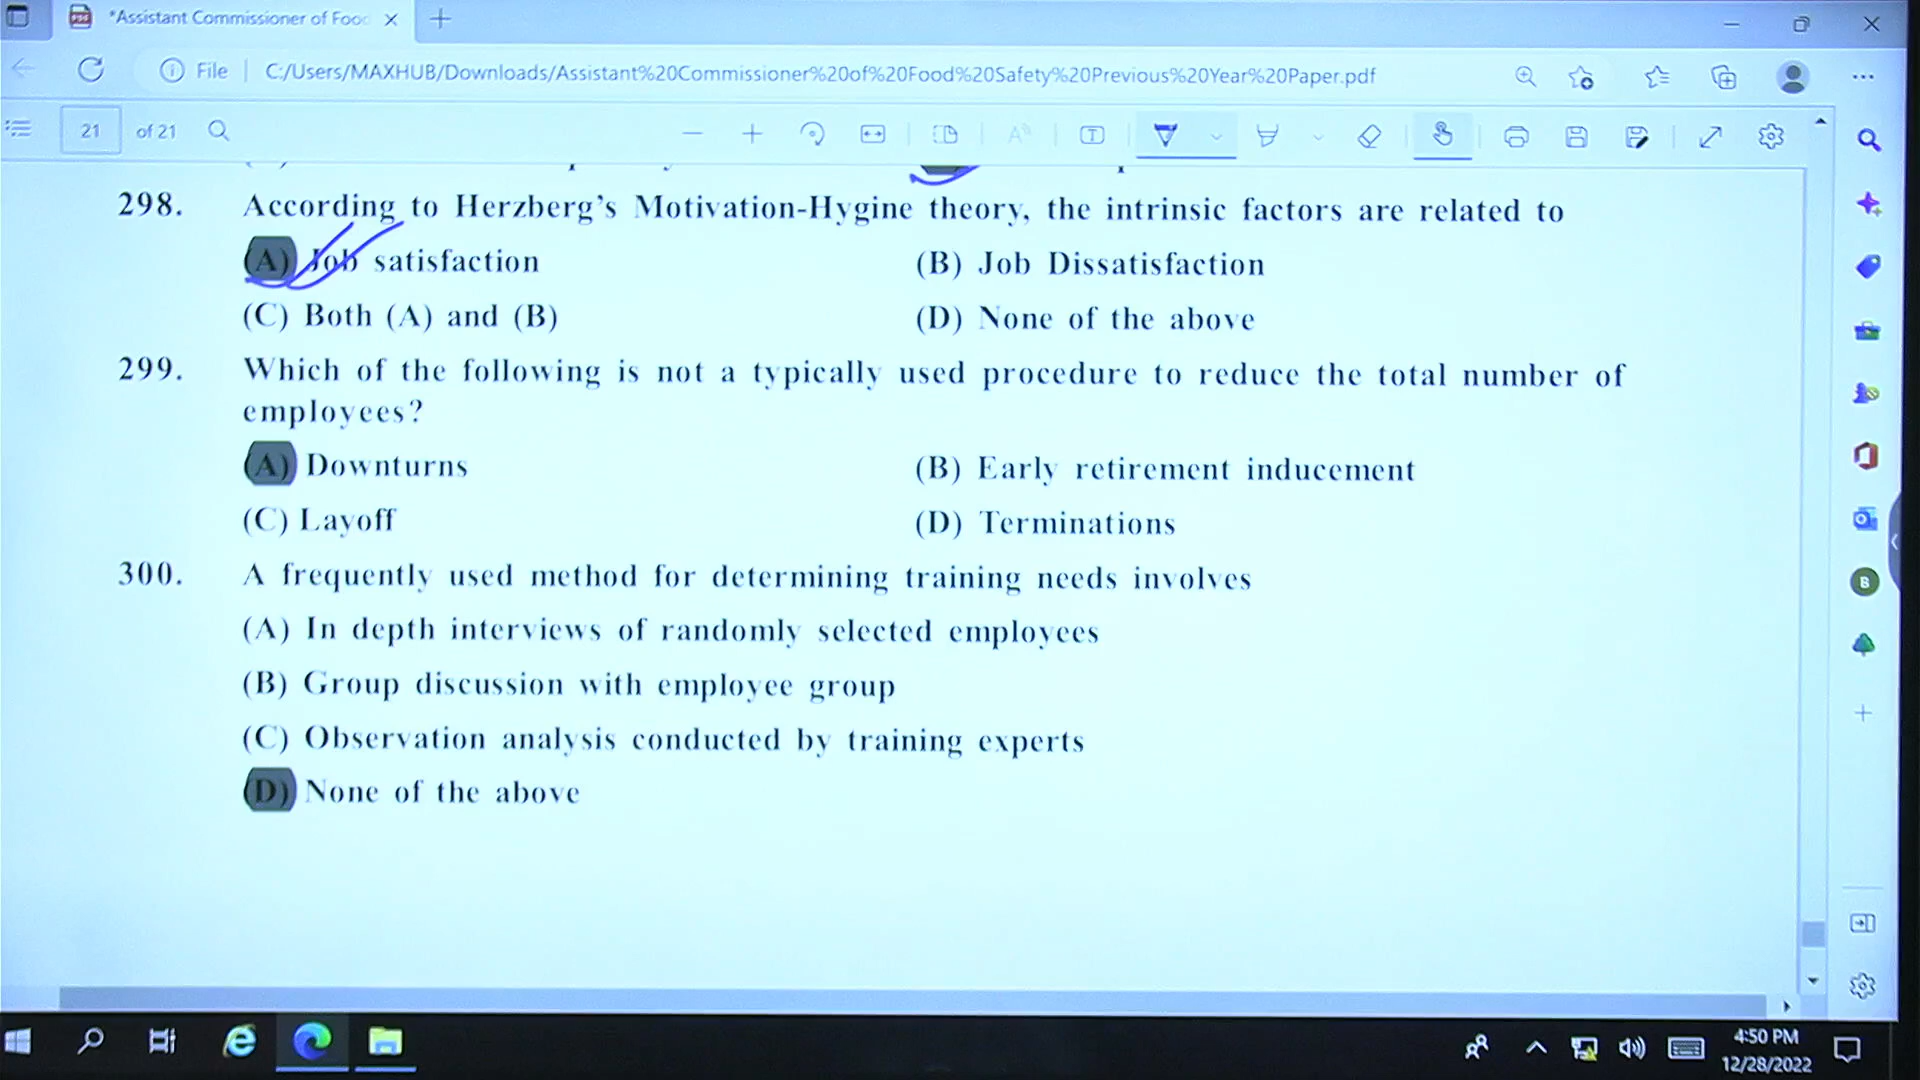 *Assistant Commissioner of Food
File
C:/Users/MAXHUB/Downloads/Assistant%20Commissioner%20of%20Food%20Safety%20Previous%20Year%20Paper.pdf
21 of 21
298. According to Herzberg's Motivation-Hygine theory, the intrinsic factors are related to
(A) Job satisfaction (B) Job Dissatisfaction
(C) Both (A) and (B) (D) None of the above
299. Which of the following is not a typically used procedure to reduce the total number of
employees?
(A) Downturns (B) Early retirement inducement
(C) Layoff (D) Terminations
300. A frequently used method for determining training needs involves
(A) In depth interviews of randomly selected employees
(B) Group discussion with employee group
(C) Observation analysis conducted by training experts
(D) None of the above
4:50 PM
12/28/2022